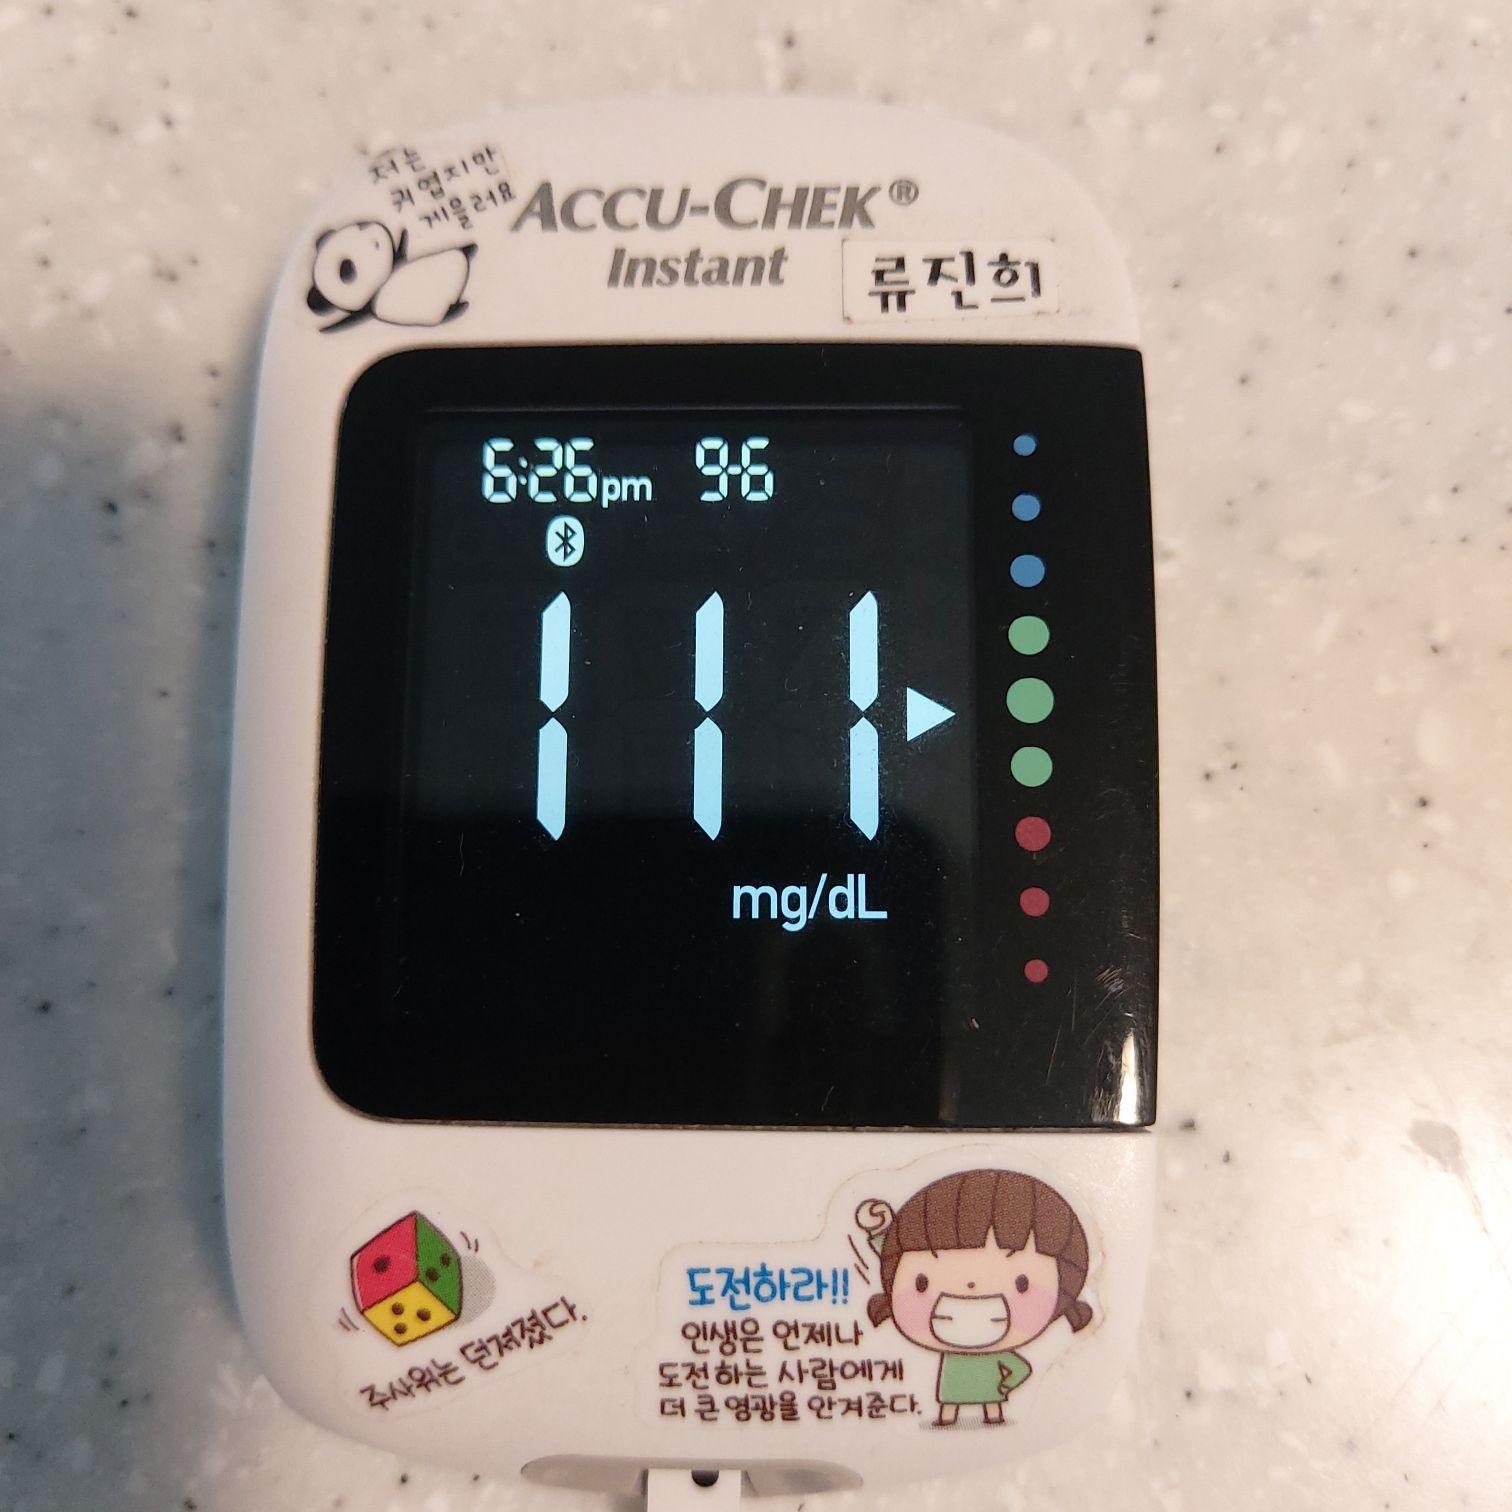 저는
귀엽지만
게을러요
ACCU-CHEK®
Instant
류진희
6:26pm 9-6
111
mg/dL
주사위는 던져졌다.
도전하라!!
인생은 언제나
도전하는 사람에게
더 큰 영광을 안겨준다.